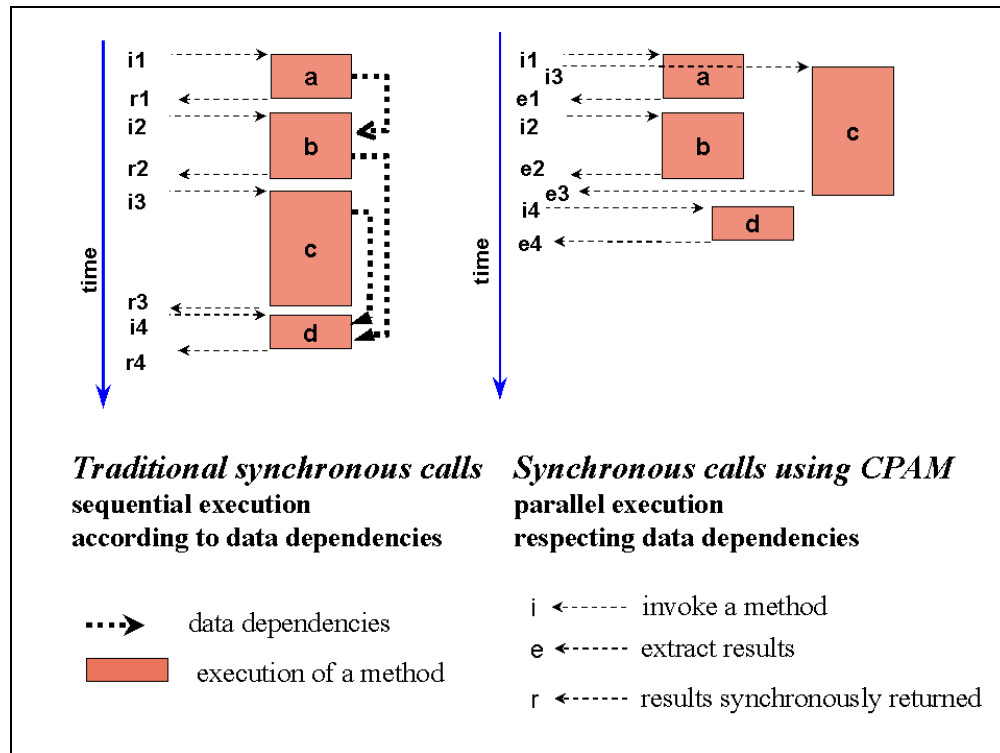 i1
a
r1
i2
b
r2
i3
c
r3
i4
d
r4
time
i1
i3
a
e1
i2
b
e2
e3
c
i4
d
e4
time
Traditional synchronous calls
sequential execution
according to data dependencies
Synchronous calls using CPAM
parallel execution
respecting data dependencies
data dependencies
execution of a method
i invoke a method
e extract results
r results synchronously returned